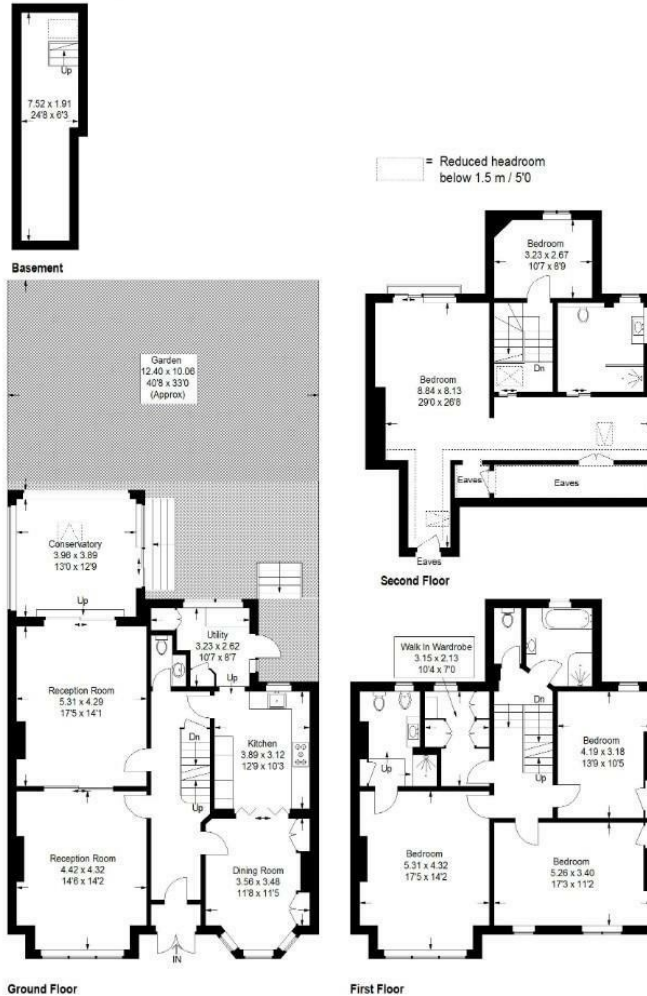 Up
7.52 x 1.91
24'8 x 6'3
Basement
= Reduced headroom
below 1.5 m / 5'0
Garden
12.40 x 10.06
40'8 x 33'0
(Approx)
Conservatory
3.96 x 3.89
13'0 x 12'9
Up
Utility
3.23 x 2.62
10'7 x 8'7
Up
Reception Room
5.31 x 4.29
17'5 x 14'1
Dn
Up
Kitchen
3.89 x 3.12
12'9 x 10'3
Reception Room
4.42 x 4.32
14'6 x 14'2
Dining Room
3.56 x 3.48
11'8 x 11'5
IN
Ground Floor
Bedroom
3.23 x 2.67
10'7 x 8'9
Dn
Bedroom
8.84 x 8.13
29'0 x 26'8
Eaves
Eaves
Eaves
Second Floor
Walk In Wardrobe
3.15 x 2.13
10'4 x 7'0
Dn
Up
Up
Bedroom
4.19 x 3.18
13'9 x 10'5
Bedroom
5.31 x 4.32
17'5 x 14'2
Bedroom
5.26 x 3.40
17'3 x 11'2
First Floor